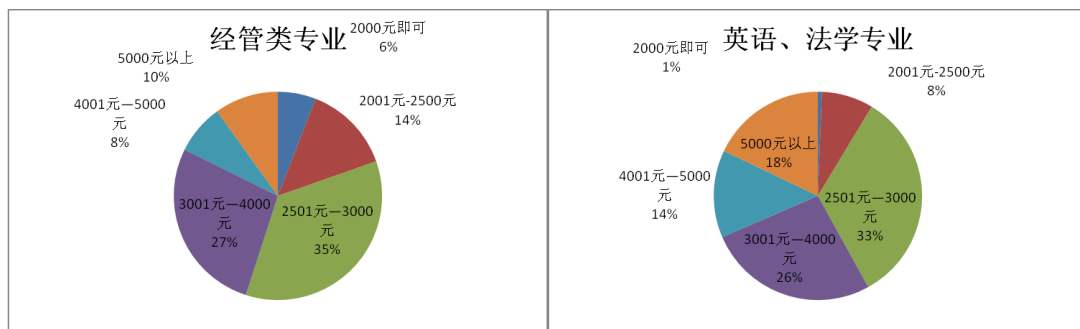 经管类专业
2000元即可
6%
2001元-2500元
14%
2501元—3000
元
35%
3001元—4000
元
27%
4001元—5000
元
8%
5000元以上
10%
英语、法学专业
2000元即可
1%
2001元-2500元
8%
2501元—3000
元
33%
3001元—4000
元
26%
4001元—5000
元
14%
5000元以上
18%